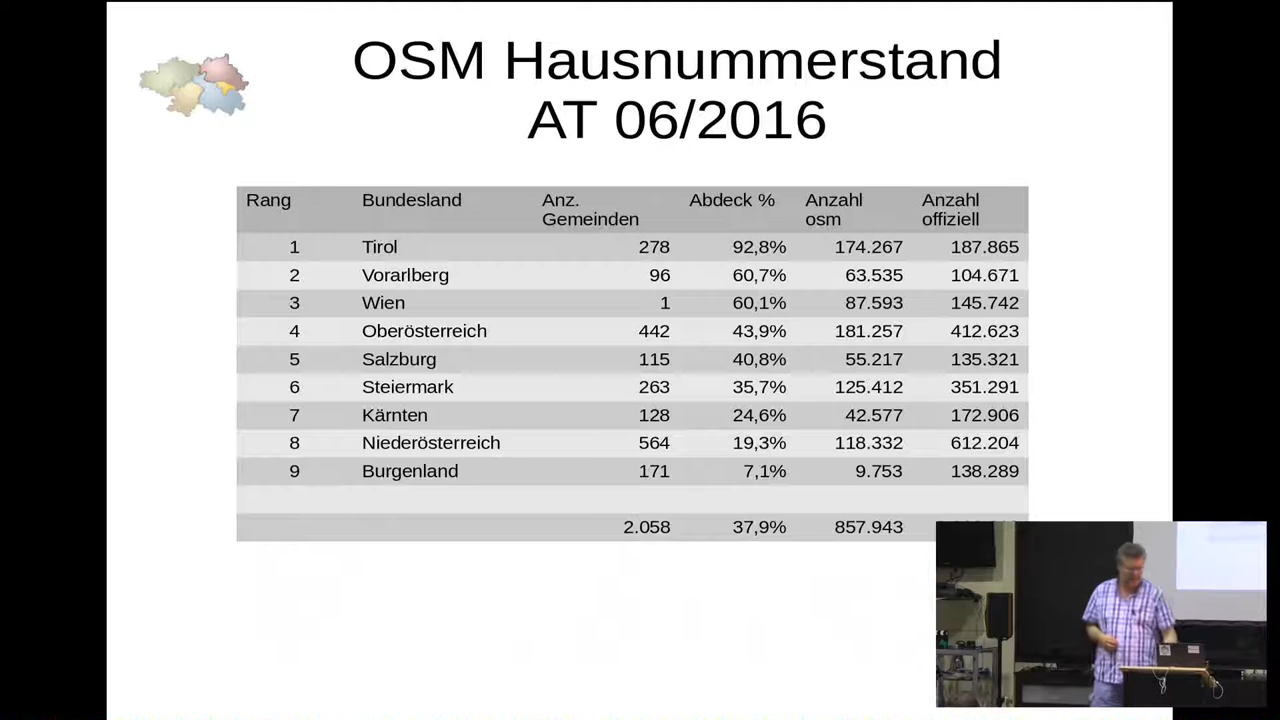 OSM Hausnummerstand
AT 06/2016
Rang Bundesland Anz. Gemeinden Abdeck % Anzahl osm Anzahl offiziell
1 Tirol 278 92,8% 174.267 187.865
2 Vorarlberg 96 60,7% 63.535 104.671
3 Wien 1 60,1% 87.593 145.742
4 Oberösterreich 442 43,9% 181.257 412.623
5 Salzburg 115 40,8% 55.217 135.321
6 Steiermark 263 35,7% 125.412 351.291
7 Kärnten 128 24,6% 42.577 172.906
8 Niederösterreich 564 19,3% 118.332 612.204
9 Burgenland 171 7,1% 9.753 138.289
2.058 37,9% 857.943